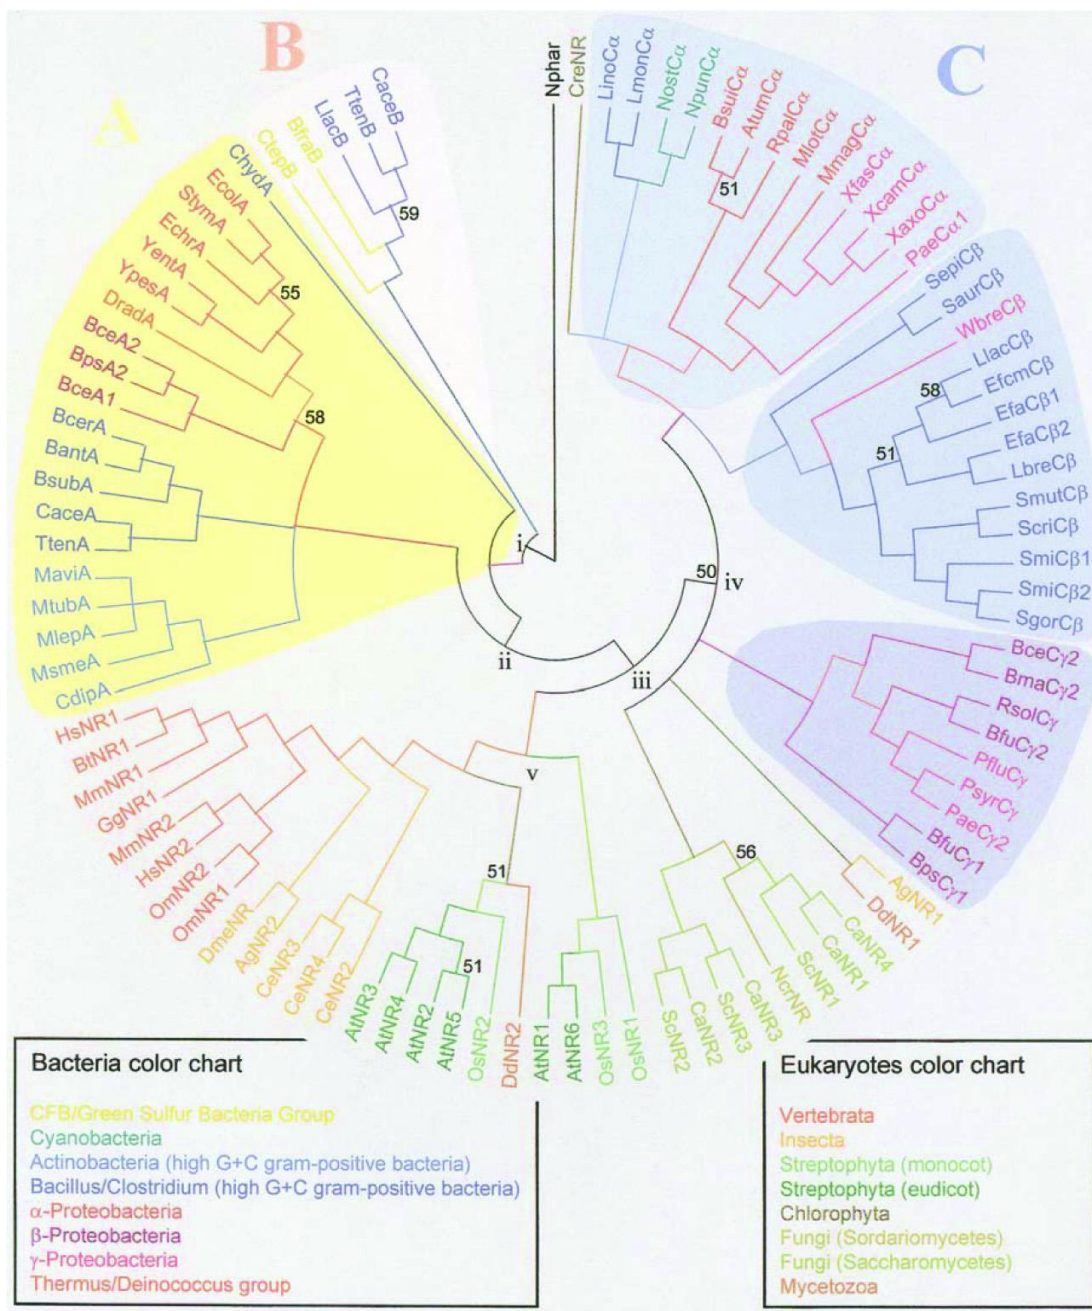 A
B
C
CdipA
MsmeA
MlepA
MtubA
MaviA
TtenA
CaceA
BsubA
BantA
BcerA
BceA1
BpsA2
BceA2
DradA
YpesA
YentA
EchrA
StymA
EcolA
ChydA
CtepB
BfraB
LlacB
TtenB
CaceB
Nphar
CreNR
LinoCα
LmonCα
NostCα
NpunCα
BsuiCα
AtumCα
RpalCα
MlotCα
MmagCα
XfasCα
XcamCα
XaxoCα
PaeCα1
SepiCβ
SaurCβ
WbreCβ
LlacCβ
EfcmCβ
EfaCβ1
EfaCβ2
LbreCβ
SmutCβ
ScriCβ
SmiCβ1
SmiCβ2
SgorCβ
BceCγ2
BmaCγ2
RsolCγ
BfuCγ2
PfluCγ
PsyrCγ
PaeCγ2
BfuCγ1
BpsCγ1
AgNR1
DdNR1
CaNR4
CaNR1
ScNR1
NcrNR
CaNR3
ScNR3
CaNR2
ScNR2
OsNR1
OsNR3
AtNR6
AtNR1
DdNR2
OsNR2
AtNR5
AtNR2
AtNR4
AtNR3
CeNR2
CeNR4
CeNR3
AgNR2
DmeNR
OmNR1
OmNR2
HsNR2
MmNR2
GgNR1
MmNR1
BtNR1
HsNR1
55
58
59
51
58
51
50
56
51
51
i
ii
iii
iv
v
Bacteria color chart
CFB/Green Sulfur Bacteria Group
Cyanobacteria
Actinobacteria (high G+C gram-positive bacteria)
Bacillus/Clostridium (high G+C gram-positive bacteria)
α-Proteobacteria
β-Proteobacteria
γ-Proteobacteria
Thermus/Deinococcus group
Eukaryotes color chart
Vertebrata
Insecta
Streptophyta (monocot)
Streptophyta (eudicot)
Chlorophyta
Fungi (Sordariomycetes)
Fungi (Saccharomycetes)
Mycetozoa